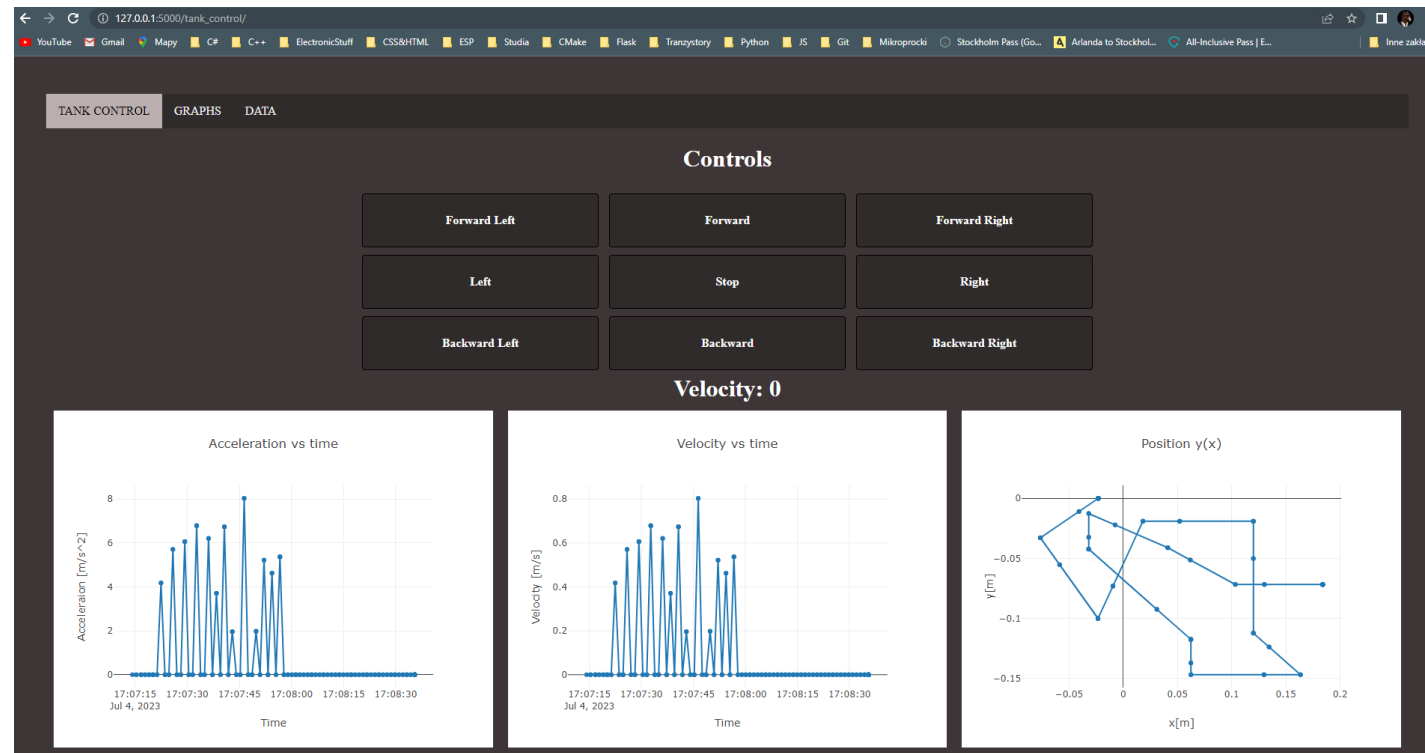 127.0.0.1:5000/tank_control/
YouTube Gmail Mapy C# C++ ElectronicStuff CSS&HTML ESP Studia CMake Flask Tranzystory Python JS Git Mikroprocki Stockholm Pass (Go... Arlanda to Stockhol... All-Inclusive Pass | E... Inne zakła
TANK CONTROL GRAPHS DATA
Controls
Forward Left Forward Forward Right
Left Stop Right
Backward Left Backward Backward Right
Velocity: 0
Acceleration vs time
8
6
4
2
0
Acceleraion [m/s^2]
17:07:15 17:07:30 17:07:45 17:08:00 17:08:15 17:08:30
Jul 4, 2023
Time
Velocity vs time
0.8
0.6
0.4
0.2
0
Velocity [m/s]
17:07:15 17:07:30 17:07:45 17:08:00 17:08:15 17:08:30
Jul 4, 2023
Time
Position y(x)
0
−0.05
−0.1
−0.15
y[m]
−0.05 0 0.05 0.1 0.15 0.2
x[m]